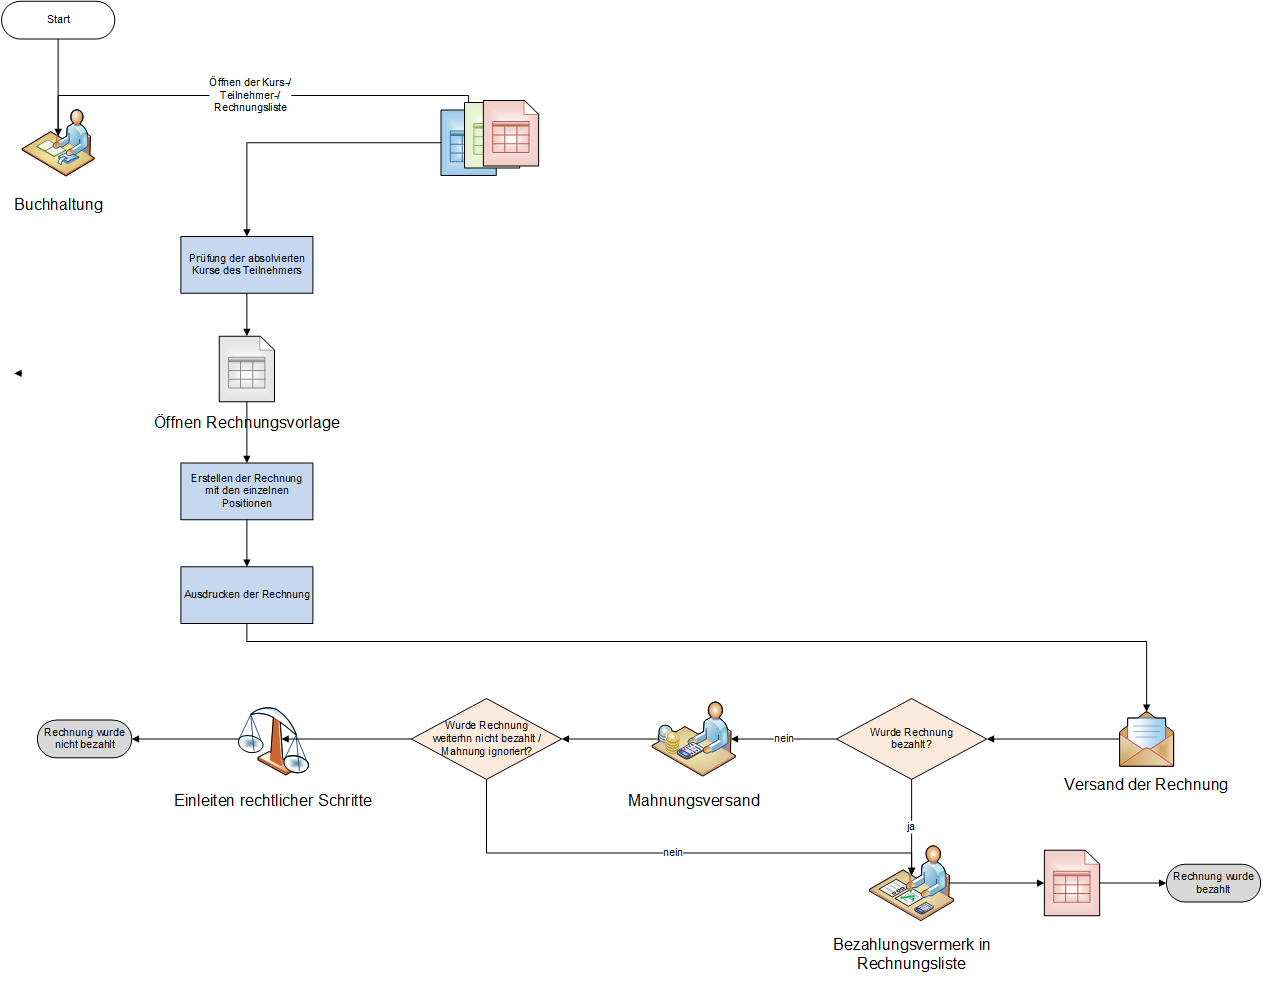 Start
Öffnen der Kurs-/
Teilnehmer-/
Rechnungsliste
Buchhaltung
Prüfung der absolvierten
Kurse des Teilnehmers
Öffnen Rechnungsvorlage
Erstellen der Rechnung
mit den einzelnen
Positionen
Ausdrucken der Rechnung
Rechnung wurde
nicht bezahlt
Einleiten rechtlicher Schritte
Wurde Rechnung
weiterhn nicht bezahlt /
Mahnung ignoriert?
Mahnungsversand
nein
Wurde Rechnung
bezahlt?
Versand der Rechnung
ja
nein
Bezahlungsvermerk in
Rechnungsliste
Rechnung wurde
bezahlt